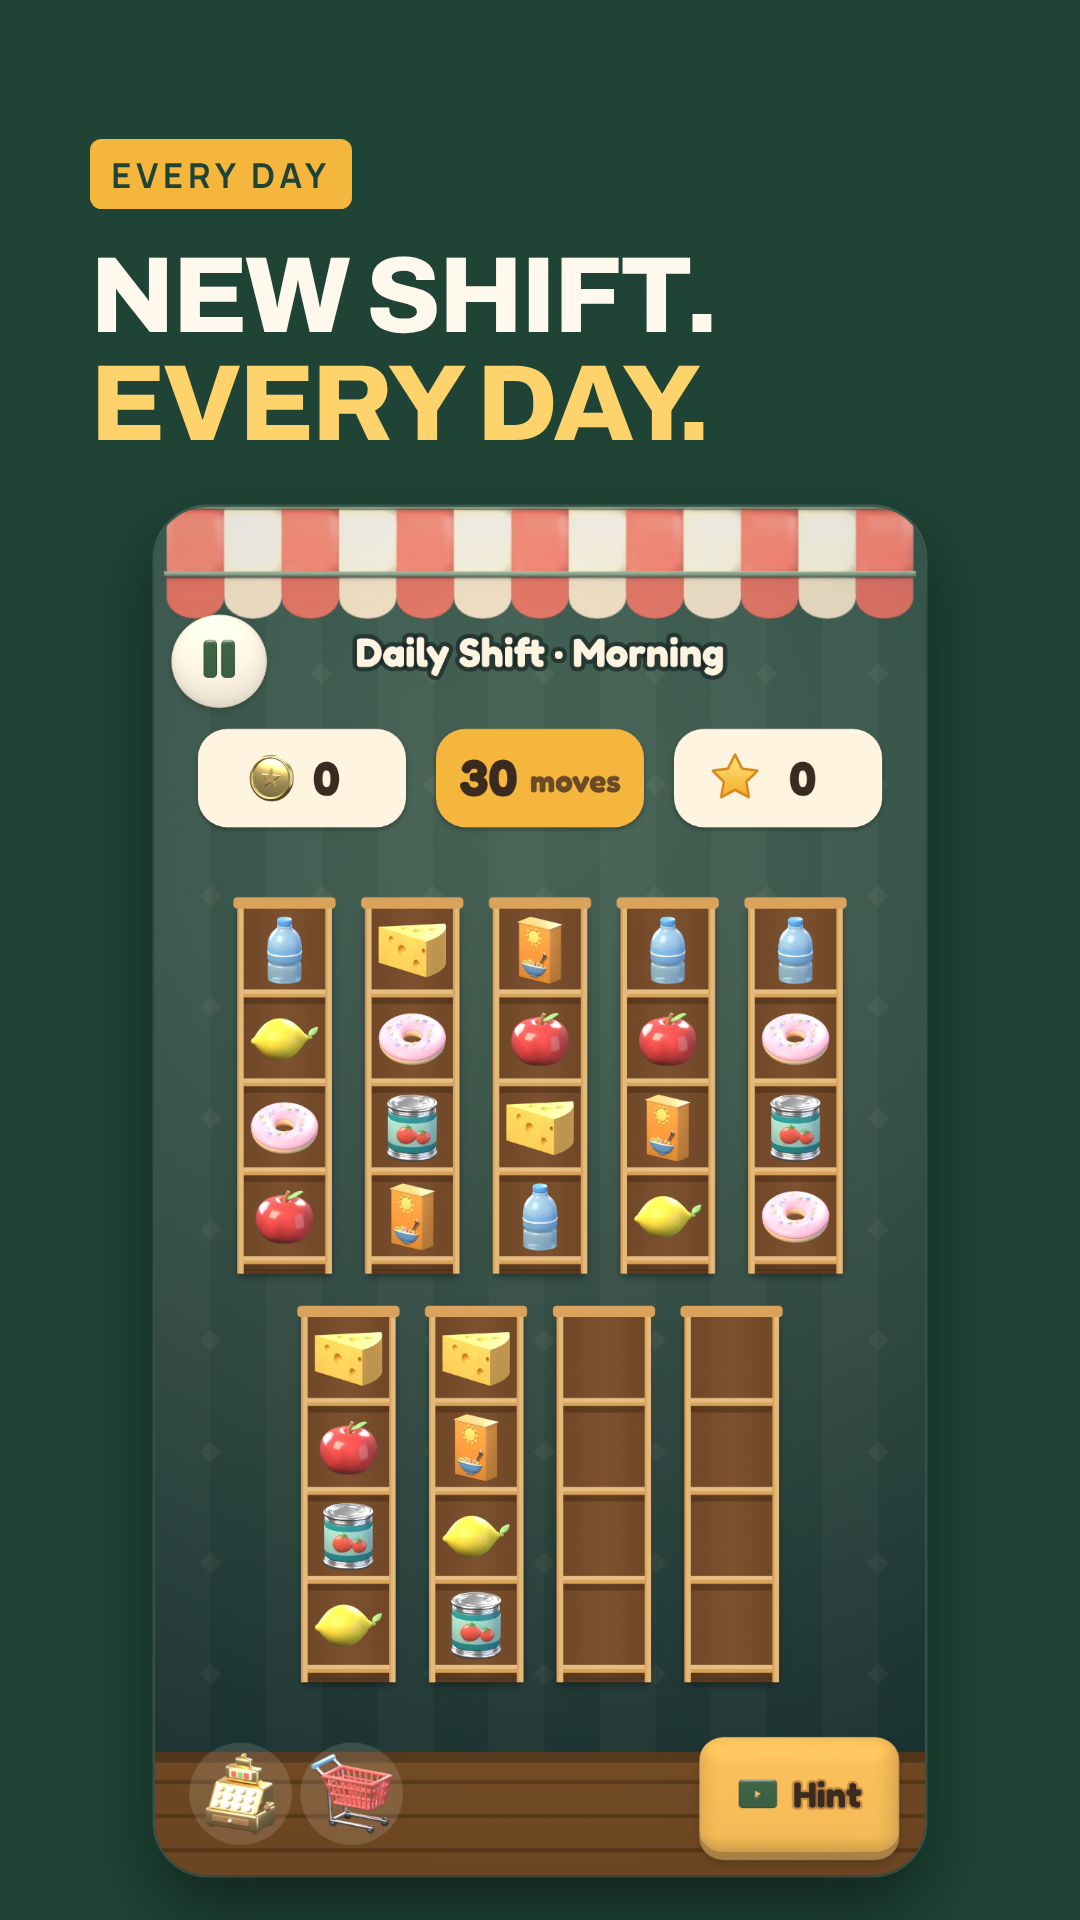 EVERY DAY
NEW SHIFT.
EVERY DAY.
Daily Shift · Morning
0
30 moves
0
Hint